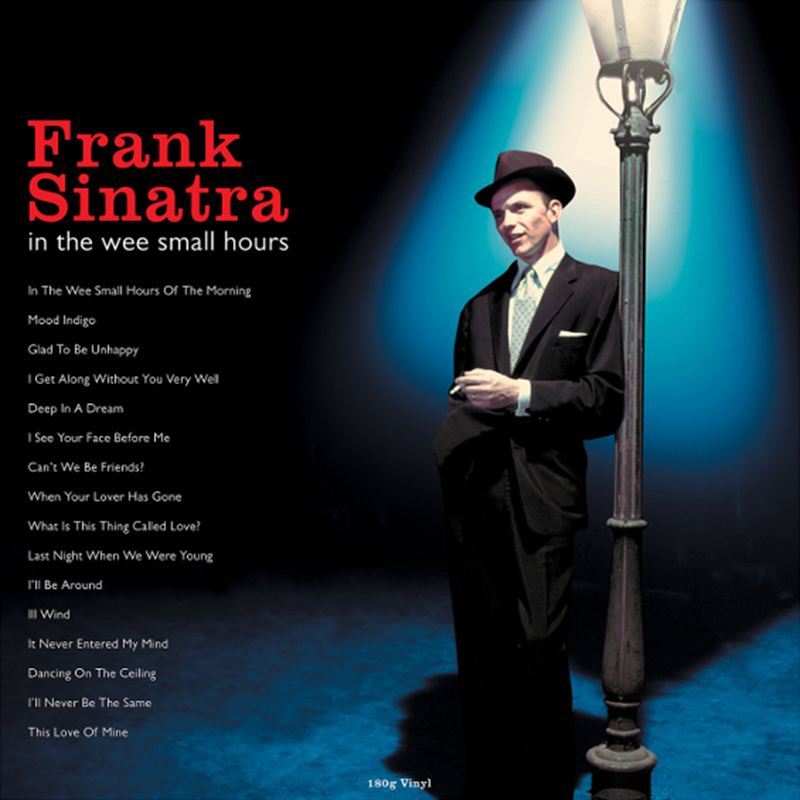 Frank
Sinatra
in the wee small hours
In The Wee Small Hours Of The Morning
Mood Indigo
Glad To Be Unhappy
I Get Along Without You Very Well
Deep In A Dream
I See Your Face Before Me
Can't We Be Friends?
When Your Lover Has Gone
What Is This Thing Called Love?
Last Night When We Were Young
I'll Be Around
Ill Wind
It Never Entered My Mind
Dancing On The Ceiling
I'll Never Be The Same
This Love Of Mine
180g Vinyl